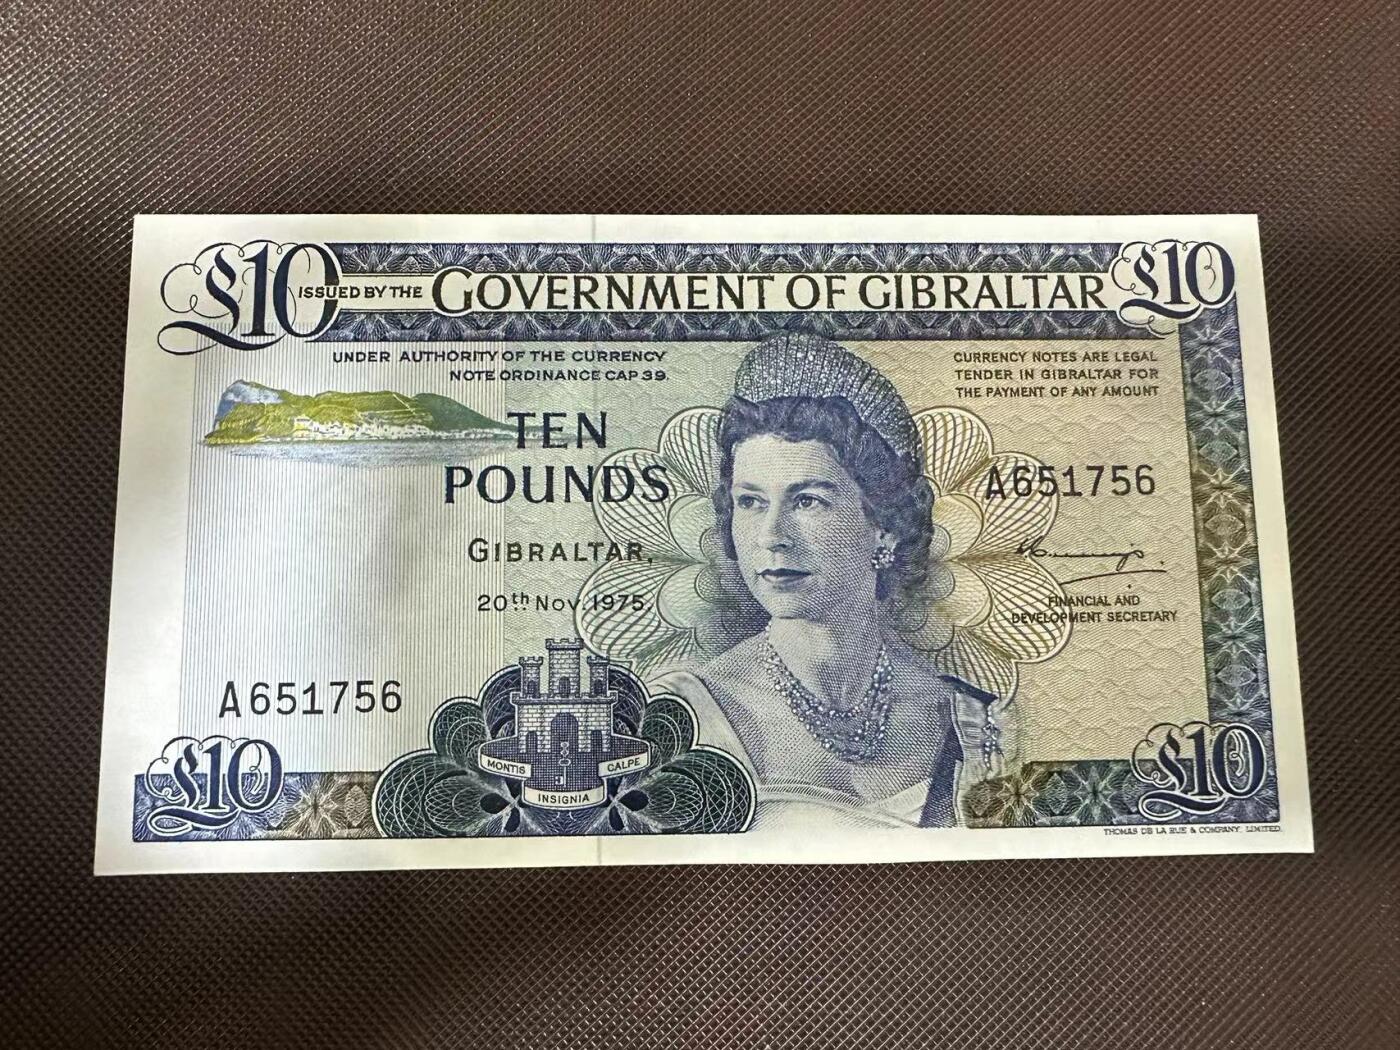 £10 ISSUED BY THE GOVERNMENT OF GIBRALTAR £10
UNDER AUTHORITY OF THE CURRENCY
NOTE ORDINANCE CAP 39.
CURRENCY NOTES ARE LEGAL
TENDER IN GIBRALTAR FOR
THE PAYMENT OF ANY AMOUNT
TEN
POUNDS
A651756
GIBRALTAR,
20th Nov. 1975.
FINANCIAL AND
DEVELOPMENT SECRETARY
A651756
MONTIS CALPE
INSIGNIA
£10 £10
THOMAS DE LA RUE & COMPANY, LIMITED.